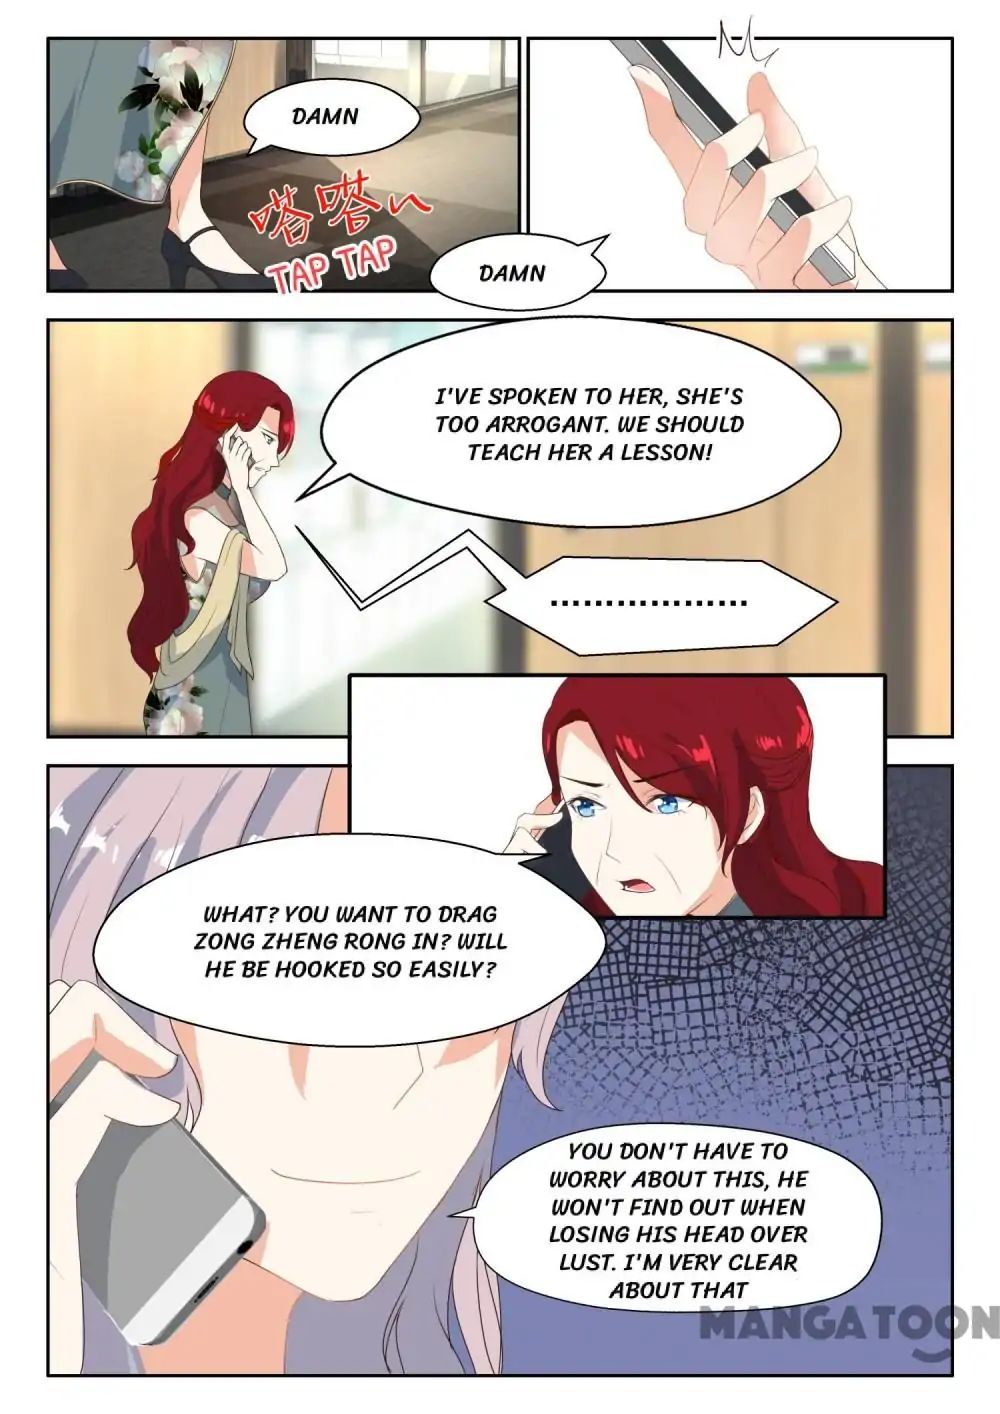 DAMN
嗒嗒
TAP TAP
DAMN
I'VE SPOKEN TO HER, SHE'S
TOO ARROGANT. WE SHOULD
TEACH HER A LESSON!
..................
WHAT? YOU WANT TO DRAG
ZONG ZHENG RONG IN? WILL
HE BE HOOKED SO EASILY?
YOU DON'T HAVE TO
WORRY ABOUT THIS, HE
WON'T FIND OUT WHEN
LOSING HIS HEAD OVER
LUST. I'M VERY CLEAR
ABOUT THAT
MANGATOON